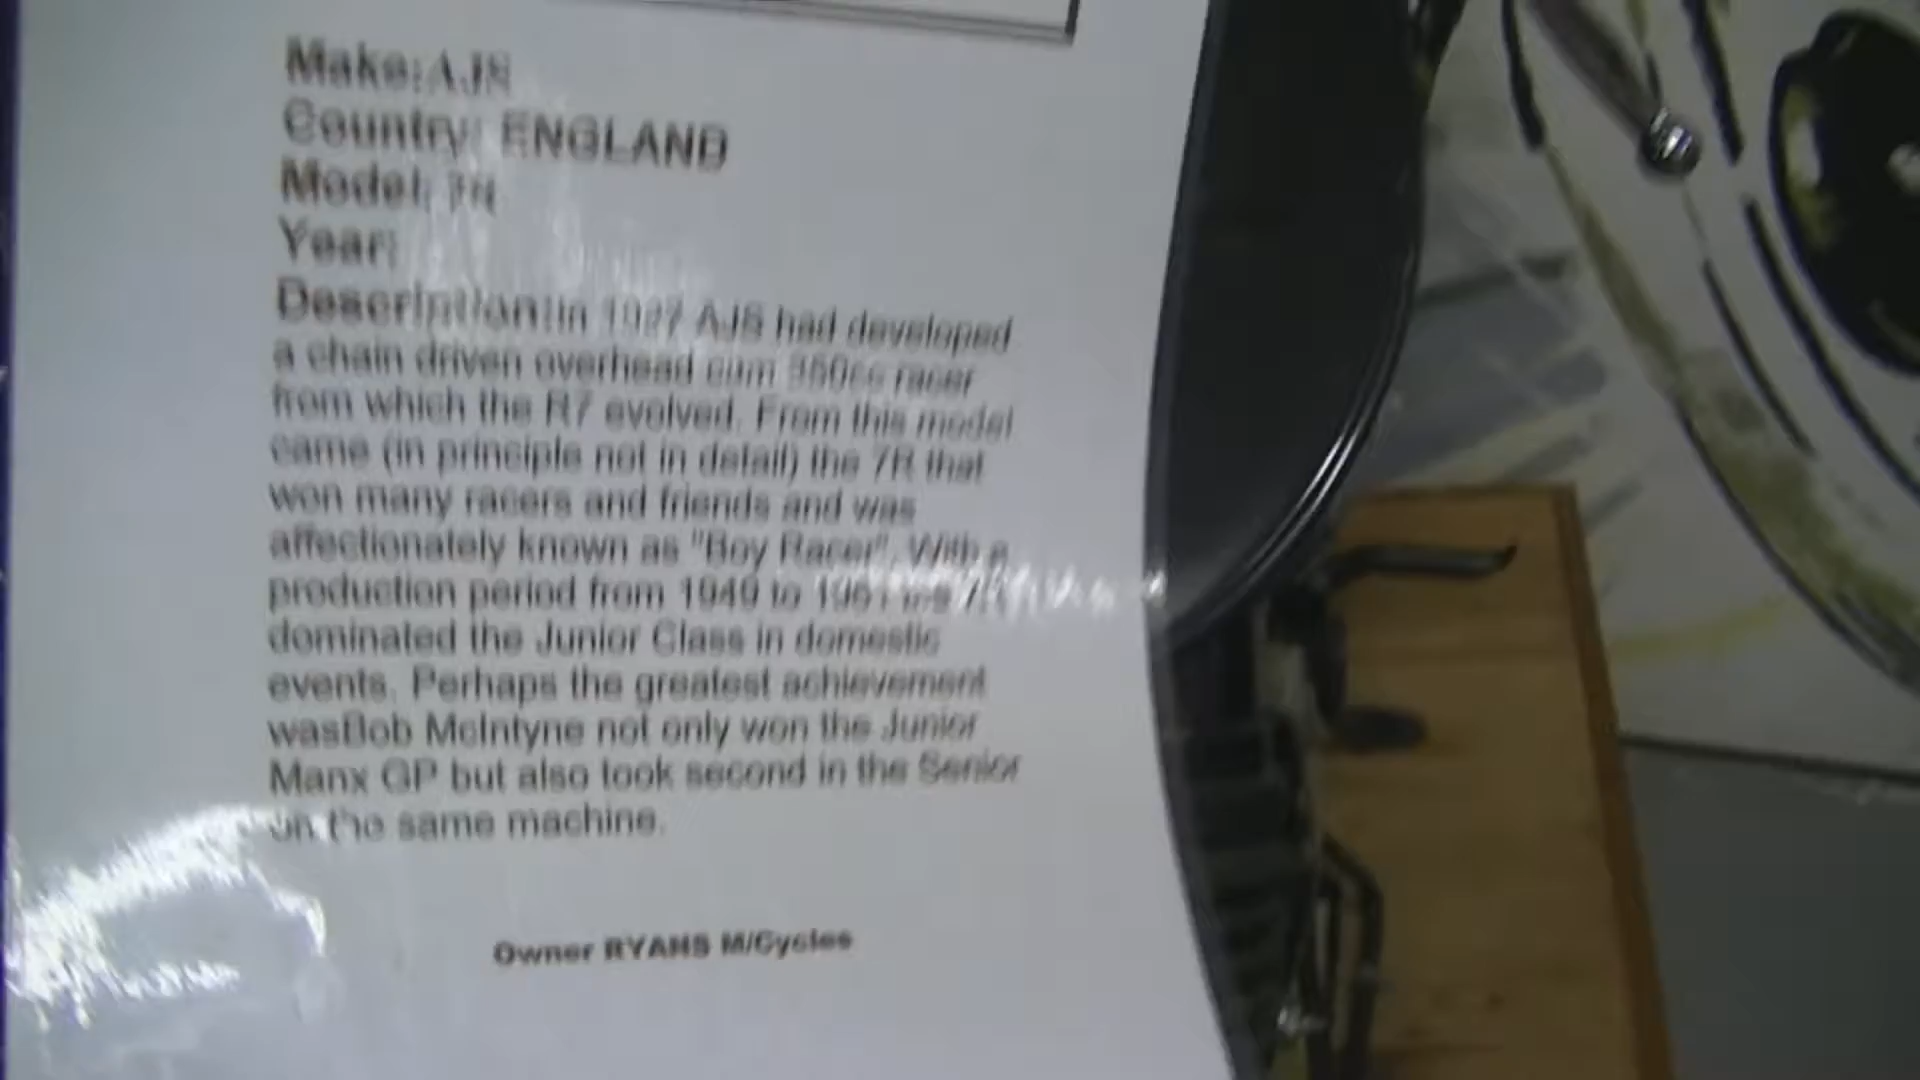 Make: AJS
Country: ENGLAND
Model: 7R
Year:
Description: In 1927 AJS had developed
a chain driven overhead cam 350cc racer
from which the R7 evolved. From this model
came (in principle not in detail) the 7R that
won many racers and friends and was
affectionately known as "Boy Racer". With a
production period from 1949 to 1961 the 7R
dominated the Junior Class in domestic
events. Perhaps the greatest achievement
wasBob McIntyne not only won the Junior
Manx GP but also took second in the Senior
on the same machine.
Owner RYANS M/Cycles